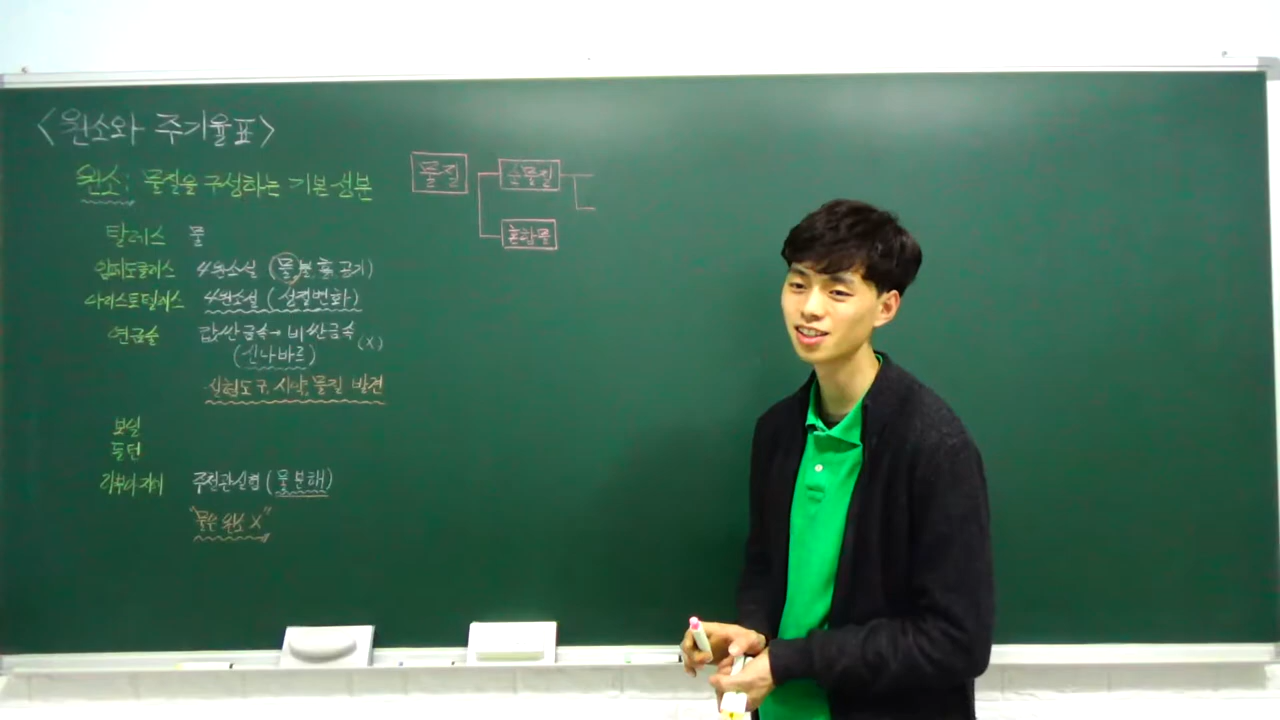 <원소와 주기율표>
원소: 물질을 구성하는 기본 성분
탈레스 물
엠페도클레스 4원소설 (물,불,흙,공기)
아리스토텔레스 4원소설 (성질변화)
연금술 값싼금속→비싼금속 (X)
(신나바르)
실험도구, 시약, 물질 발견
보일
돌턴
라부아지에 주전관실험 (물분해)
"물은 원소 X"
물질
순물질
혼합물